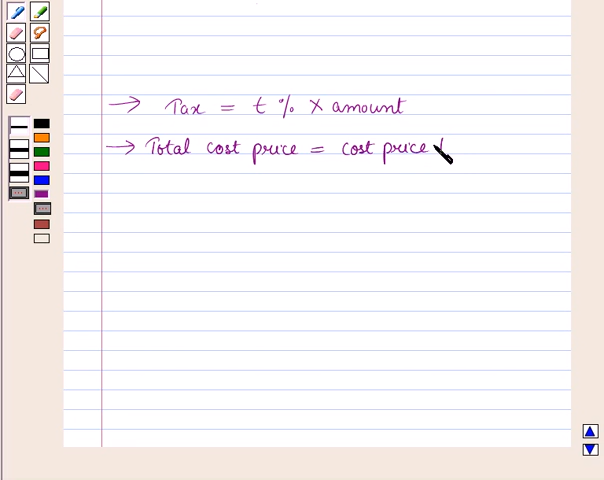 → Tax = t % × amount
→ Total cost price = cost price